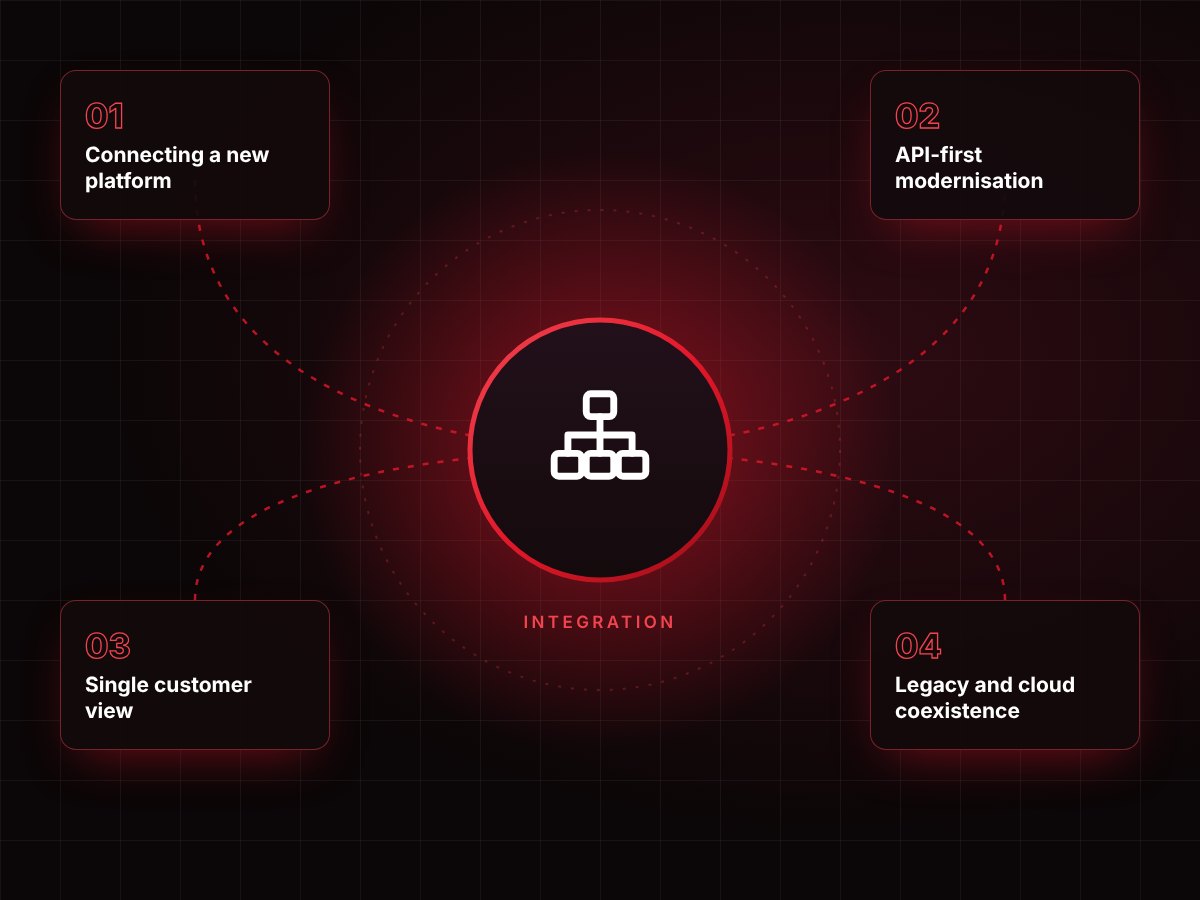 01
Connecting a new
platform
02
API-first
modernisation
INTEGRATION
03
Single customer
view
04
Legacy and cloud
coexistence